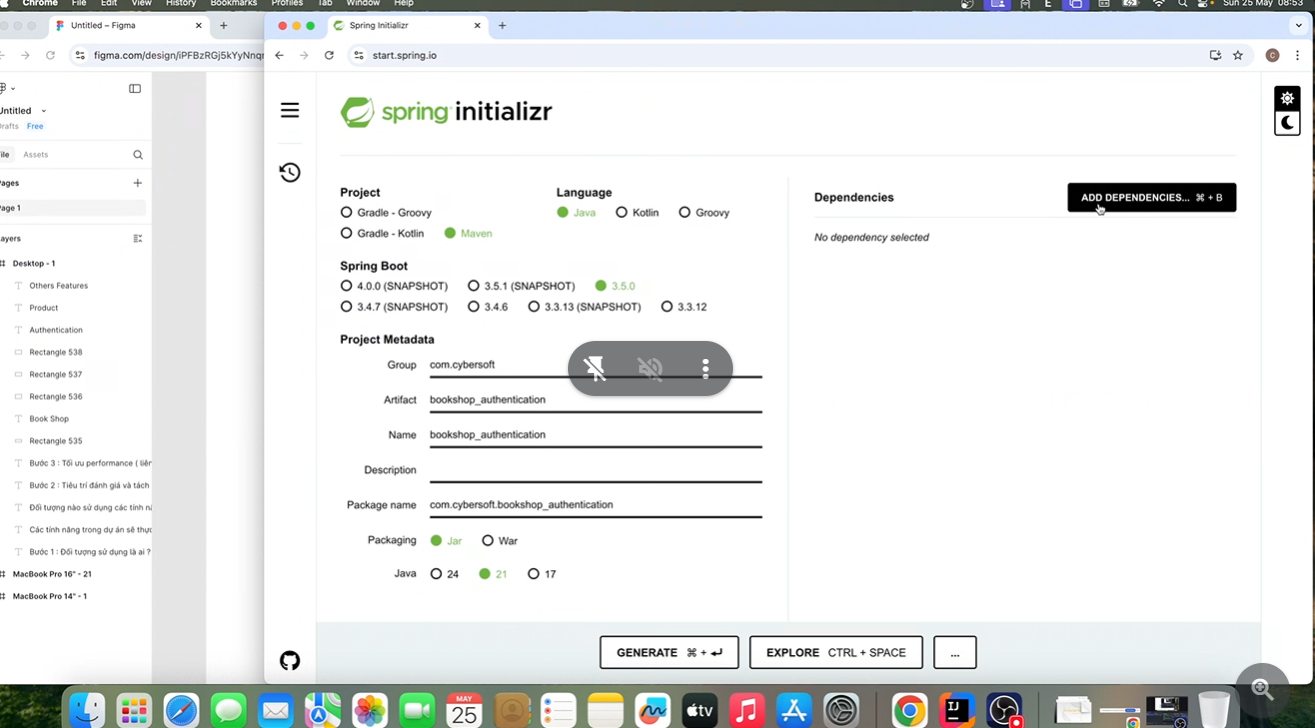 Chrome File Edit View History Bookmarks Profiles Tab Window Help
Sun 25 May 08:53
Untitled – Figma
Spring Initializr
figma.com/design/iPFBzRGj5kYyNnqr
start.spring.io
Untitled
Drafts Free
File Assets
Pages
Page 1
Layers
Desktop - 1
Others Features
Product
Authentication
Rectangle 538
Rectangle 537
Rectangle 536
Book Shop
Rectangle 535
Bước 3 : Tối ưu performance ( liên
Bước 2 : Tiêu trí đánh giá và tách
Đối tượng nào sử dụng các tính nă
Các tính năng trong dự án sẽ thực
Bước 1 : Đối tượng sử dụng là ai ?
MacBook Pro 16" - 21
MacBook Pro 14" - 1
spring initializr
Project
Gradle - Groovy
Gradle - Kotlin Maven
Language
Java Kotlin Groovy
Spring Boot
4.0.0 (SNAPSHOT) 3.5.1 (SNAPSHOT) 3.5.0
3.4.7 (SNAPSHOT) 3.4.6 3.3.13 (SNAPSHOT) 3.3.12
Project Metadata
Group com.cybersoft
Artifact bookshop_authentication
Name bookshop_authentication
Description
Package name com.cybersoft.bookshop_authentication
Packaging Jar War
Java 24 21 17
Dependencies
ADD DEPENDENCIES... ⌘ + B
No dependency selected
GENERATE ⌘ + ↵
EXPLORE CTRL + SPACE
...
C
MAY
25
tv